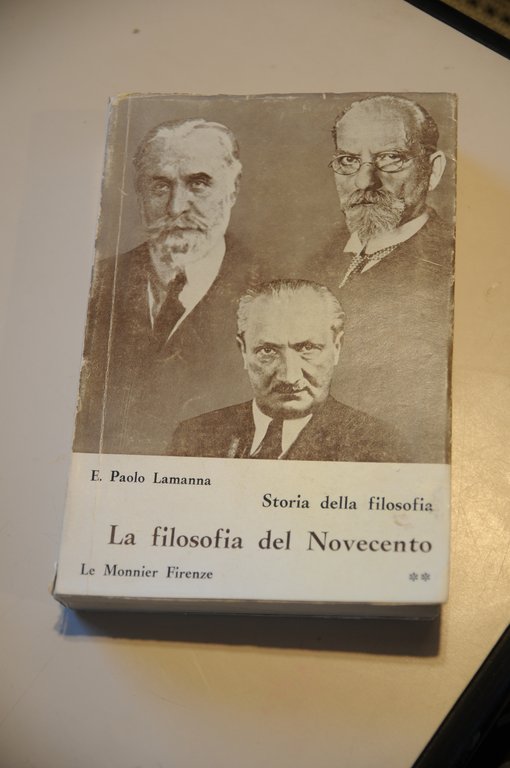 E. Paolo Lamanna
Storia della filosofia
La filosofia del Novecento
Le Monnier Firenze
**